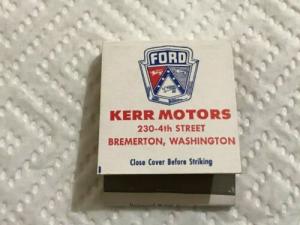 FORD
KERR MOTORS
230-4th STREET
BREMERTON, WASHINGTON
Close Cover Before Striking